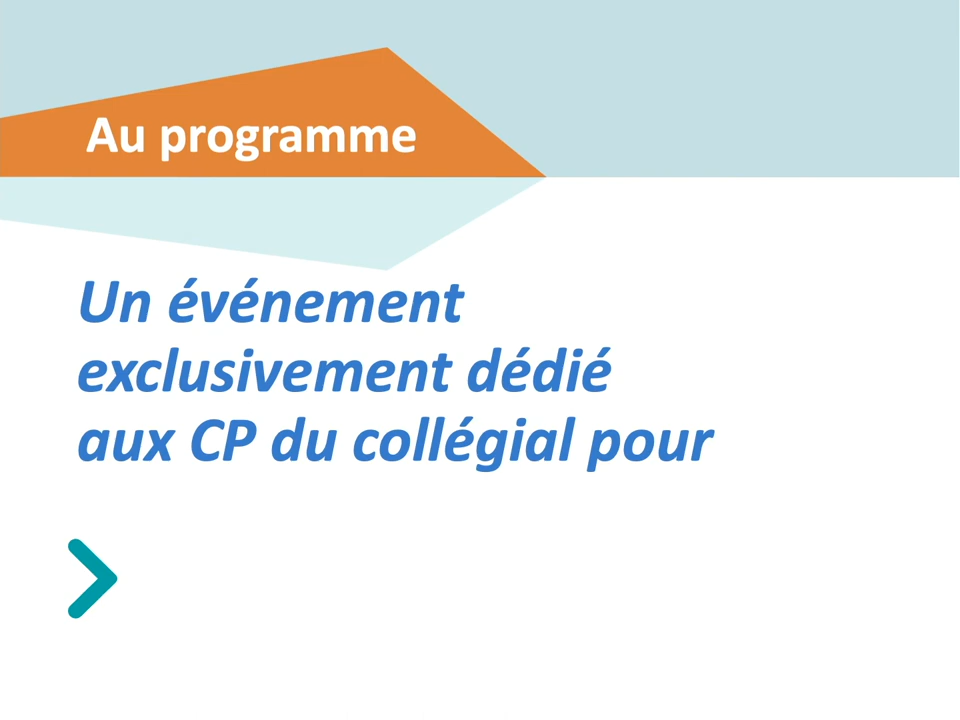 Au programme
Un événement
exclusivement dédié
aux CP du collégial pour